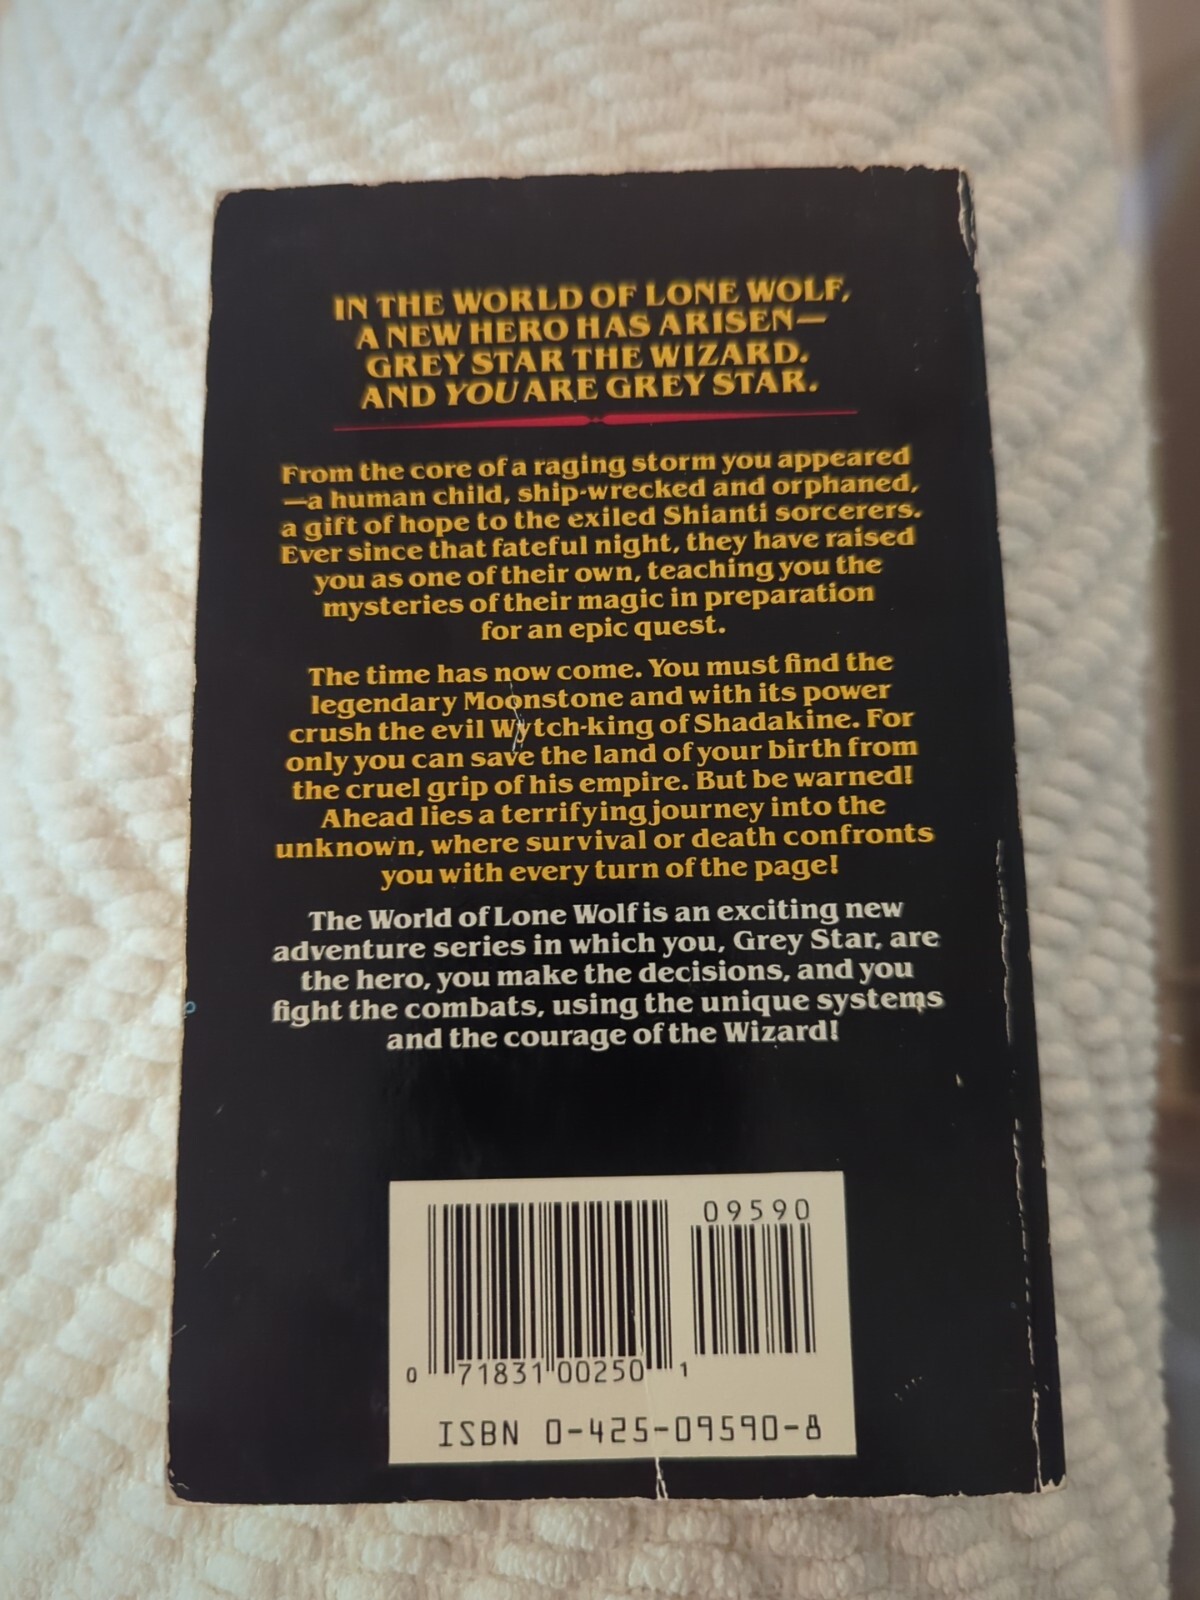 IN THE WORLD OF LONE WOLF,
A NEW HERO HAS ARISEN—
GREY STAR THE WIZARD.
AND YOU ARE GREY STAR.
From the core of a raging storm you appeared
—a human child, ship-wrecked and orphaned,
a gift of hope to the exiled Shianti sorcerers.
Ever since that fateful night, they have raised
you as one of their own, teaching you the
mysteries of their magic in preparation
for an epic quest.
The time has now come. You must find the
legendary Moonstone and with its power
crush the evil Wytch-king of Shadakine. For
only you can save the land of your birth from
the cruel grip of his empire. But be warned!
Ahead lies a terrifying journey into the
unknown, where survival or death confronts
you with every turn of the page!
The World of Lone Wolf is an exciting new
adventure series in which you, Grey Star, are
the hero, you make the decisions, and you
fight the combats, using the unique systems
and the courage of the Wizard!
09590
0 71831 00250 1
ISBN 0-425-09590-8